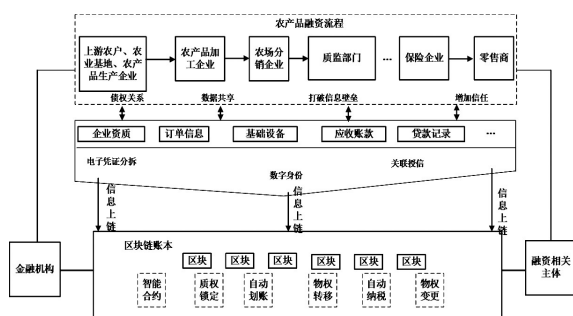 农产品融资流程
上游农户、农
业基地、农产
品生产企业
农产品加
工企业
农场分
销企业
质监部门
…
保险企业
零售商
债权关系
数据共享
打破信息壁垒
增加信任
企业资质
订单信息
基础设备
应收账款
贷款记录
…
电子凭证分拆
数字身份
关联授信
信息上链
信息上链
信息上链
金融机构
区块链账本
融资相关
主体
区块
区块
区块
区块
区块
区块
智能
合约
质权
锁定
自动
划账
物权
转移
自动
纳税
物权
变更